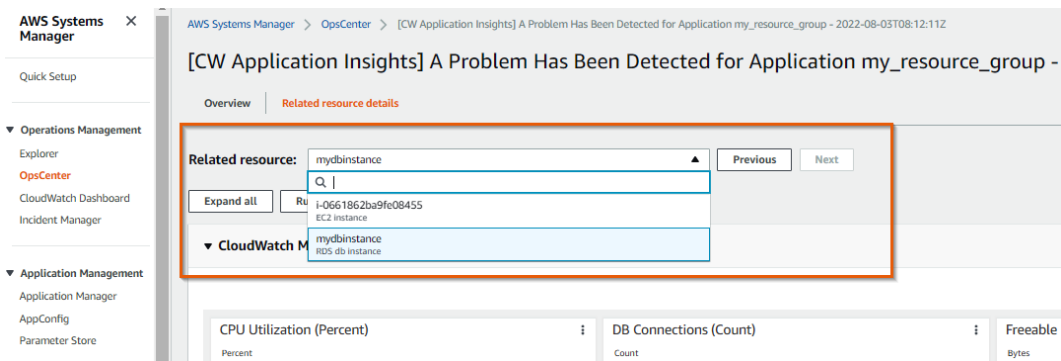 AWS Systems Manager
Quick Setup
Operations Management
Explorer
OpsCenter
CloudWatch Dashboard
Incident Manager
Application Management
Application Manager
AppConfig
Parameter Store
AWS Systems Manager > OpsCenter > [CW Application Insights] A Problem Has Been Detected for Application my_resource_group - 2022-08-03T08:12:11Z
[CW Application Insights] A Problem Has Been Detected for Application my_resource_group -
Overview Related resource details
Related resource: mydbinstance Previous Next
Expand all Ru
i-0661862ba9fe08455
EC2 instance
mydbinstance
RDS db instance
CloudWatch M
CPU Utilization (Percent)
Percent
DB Connections (Count)
Count
Freeable
Bytes